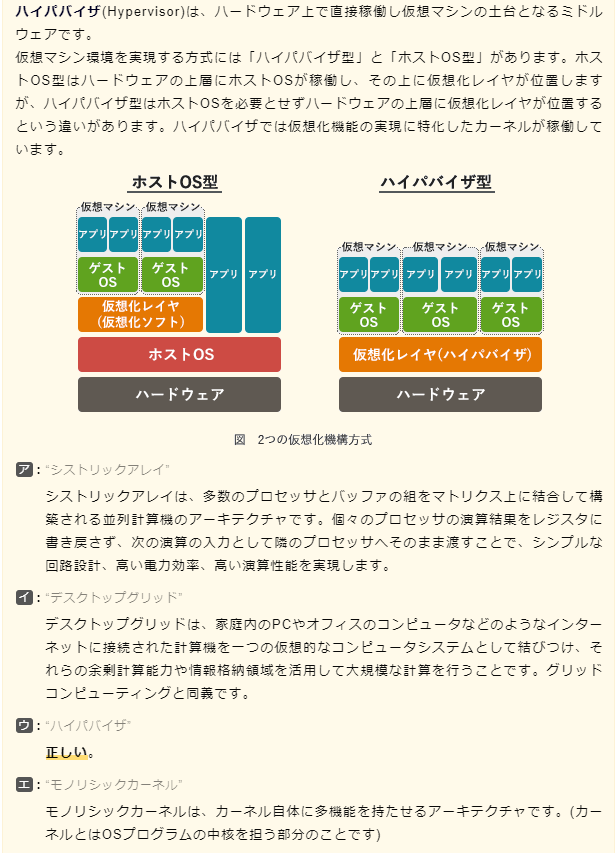 ハイパバイザ(Hypervisor)は、ハードウェア上で直接稼働し仮想マシンの土台となるミドル
ウェアです。
仮想マシン環境を実現する方式には「ハイパバイザ型」と「ホストOS型」があります。ホス
トOS型はハードウェアの上層にホストOSが稼働し、その上に仮想化レイヤが位置します
が、ハイパバイザ型はホストOSを必要とせずハードウェアの上層に仮想化レイヤが位置する
という違いがあります。ハイパバイザでは仮想化機能の実現に特化したカーネルが稼働して
います。
ホストOS型
仮想マシン 仮想マシン
アプリ アプリ アプリ アプリ
ゲスト
OS
ゲスト
OS
アプリ アプリ
仮想化レイヤ
(仮想化ソフト)
ホストOS
ハードウェア
ハイパバイザ型
仮想マシン 仮想マシン 仮想マシン
アプリ アプリ アプリ アプリ アプリ アプリ
ゲスト
OS
ゲスト
OS
ゲスト
OS
仮想化レイヤ(ハイパバイザ)
ハードウェア
図 2つの仮想化機構方式
ア:“シストリックアレイ”
シストリックアレイは、多数のプロセッサとバッファの組をマトリクス上に結合して構
築される並列計算機のアーキテクチャです。個々のプロセッサの演算結果をレジスタに
書き戻さず、次の演算の入力として隣のプロセッサへそのまま渡すことで、シンプルな
回路設計、高い電力効率、高い演算性能を実現します。
イ:“デスクトップグリッド”
デスクトップグリッドは、家庭内のPCやオフィスのコンピュータなどのようなインター
ネットに接続された計算機を一つの仮想的なコンピュータシステムとして結びつけ、そ
れらの余剰計算能力や情報格納領域を活用して大規模な計算を行うことです。グリッド
コンピューティングと同義です。
ウ:“ハイパバイザ”
正しい。
エ:“モノリシックカーネル”
モノリシックカーネルは、カーネル自体に多機能を持たせるアーキテクチャです。(カー
ネルとはOSプログラムの中核を担う部分のことです)